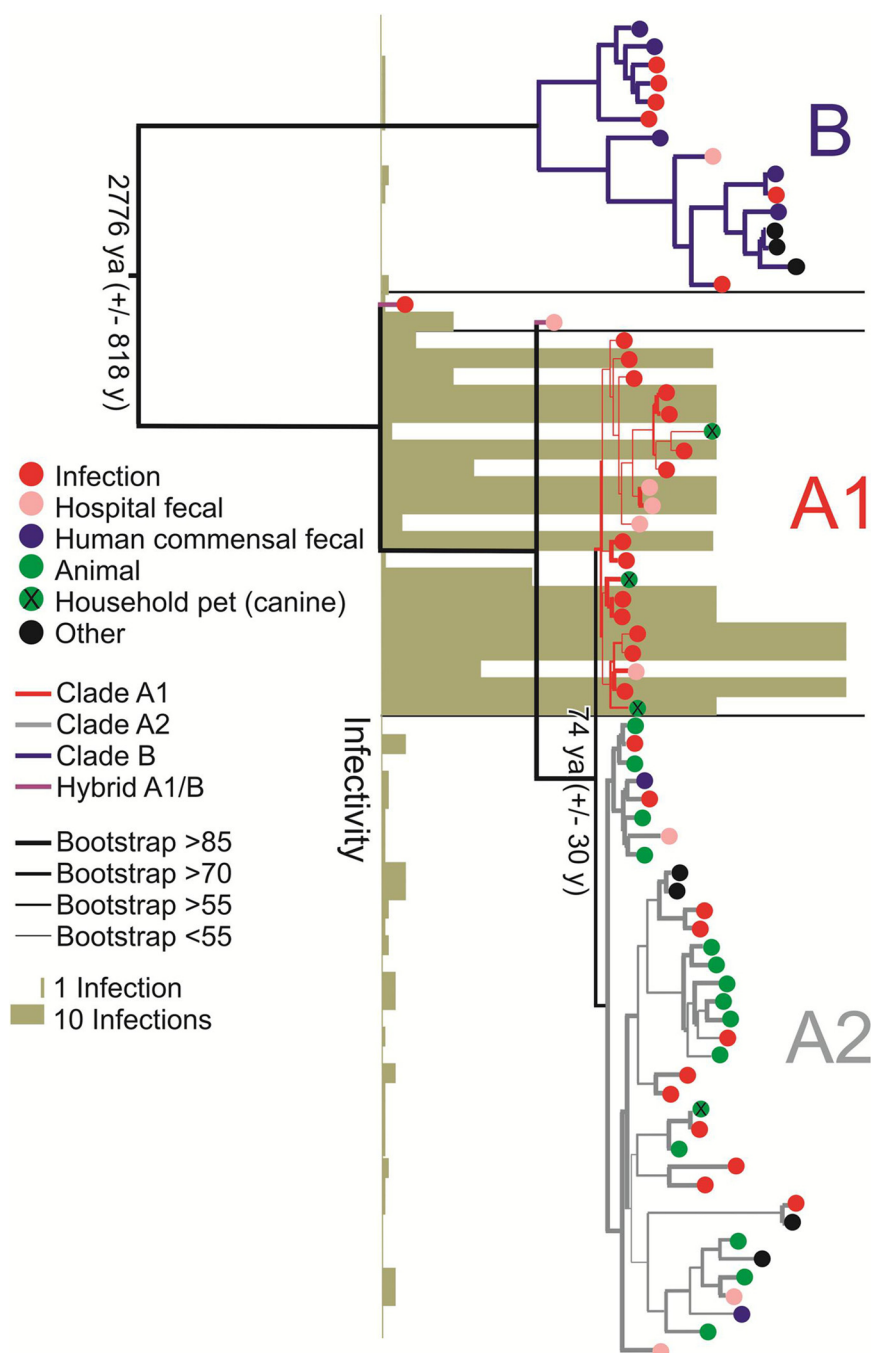 B
2776 ya (+/- 818 y)
A1
Infection
Hospital fecal
Human commensal fecal
Animal
X Household pet (canine)
Other
Clade A1
Clade A2
Clade B
Hybrid A1/B
Bootstrap >85
Bootstrap >70
Bootstrap >55
Bootstrap <55
1 Infection
10 Infections
Infectivity
74 ya (+/- 30 y)
A2
X
X
X
X